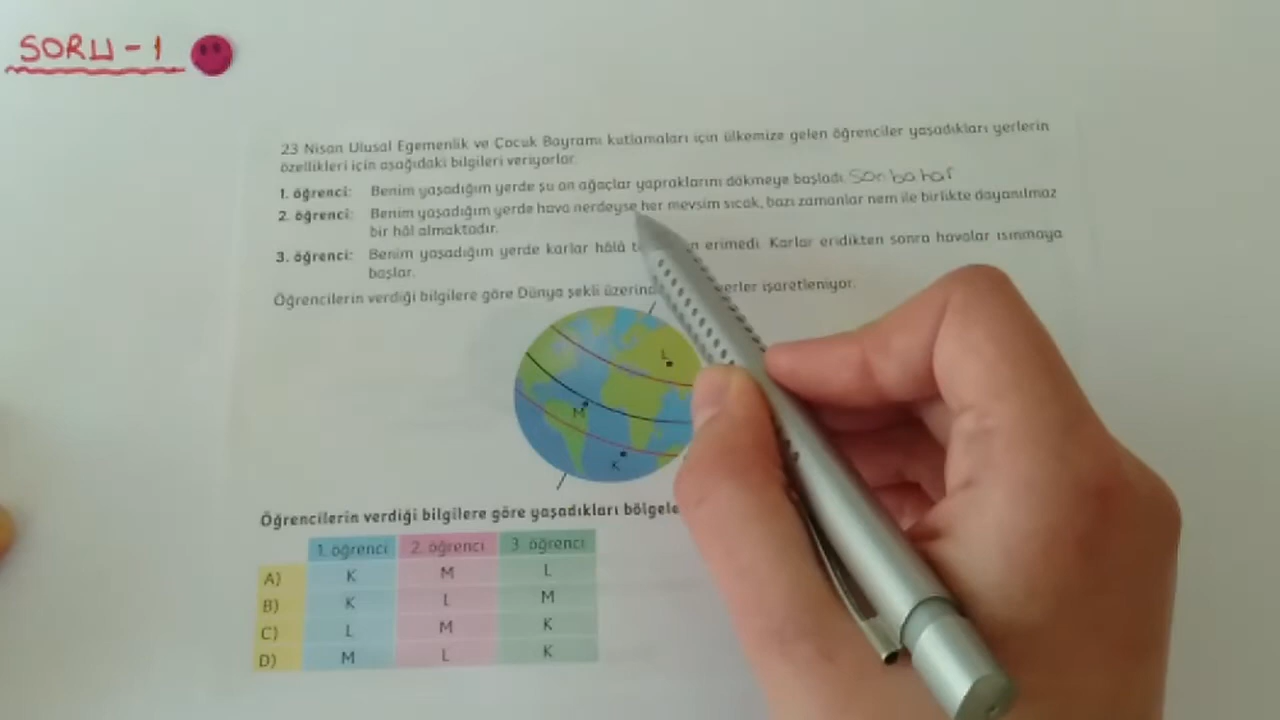 SORU-1
23 Nisan Ulusal Egemenlik ve Çocuk Bayramı kutlamaları için ülkemize gelen öğrenciler yaşadıkları yerlerin
özellikleri için aşağıdaki bilgileri veriyorlar.
1. öğrenci: Benim yaşadığım yerde şu an ağaçlar yapraklarını dökmeye başladı. Sonbahar
2. öğrenci: Benim yaşadığım yerde hava nerdeyse her mevsim sıcak, bazı zamanlar nem ile birlikte dayanılmaz
bir hâl almaktadır.
3. öğrenci: Benim yaşadığım yerde karlar hâlâ erimedi. Karlar eridikten sonra havalar ısınmaya
başlar.
Öğrencilerin verdiği bilgilere göre Dünya şekli yerler işaretleniyor.
L
M
K
Öğrencilerin verdiği bilgilere göre yaşadıkları
1. öğrenci 2. öğrenci 3. öğrenci
A) K M L
B) K L M
C) L M K
D) M L K